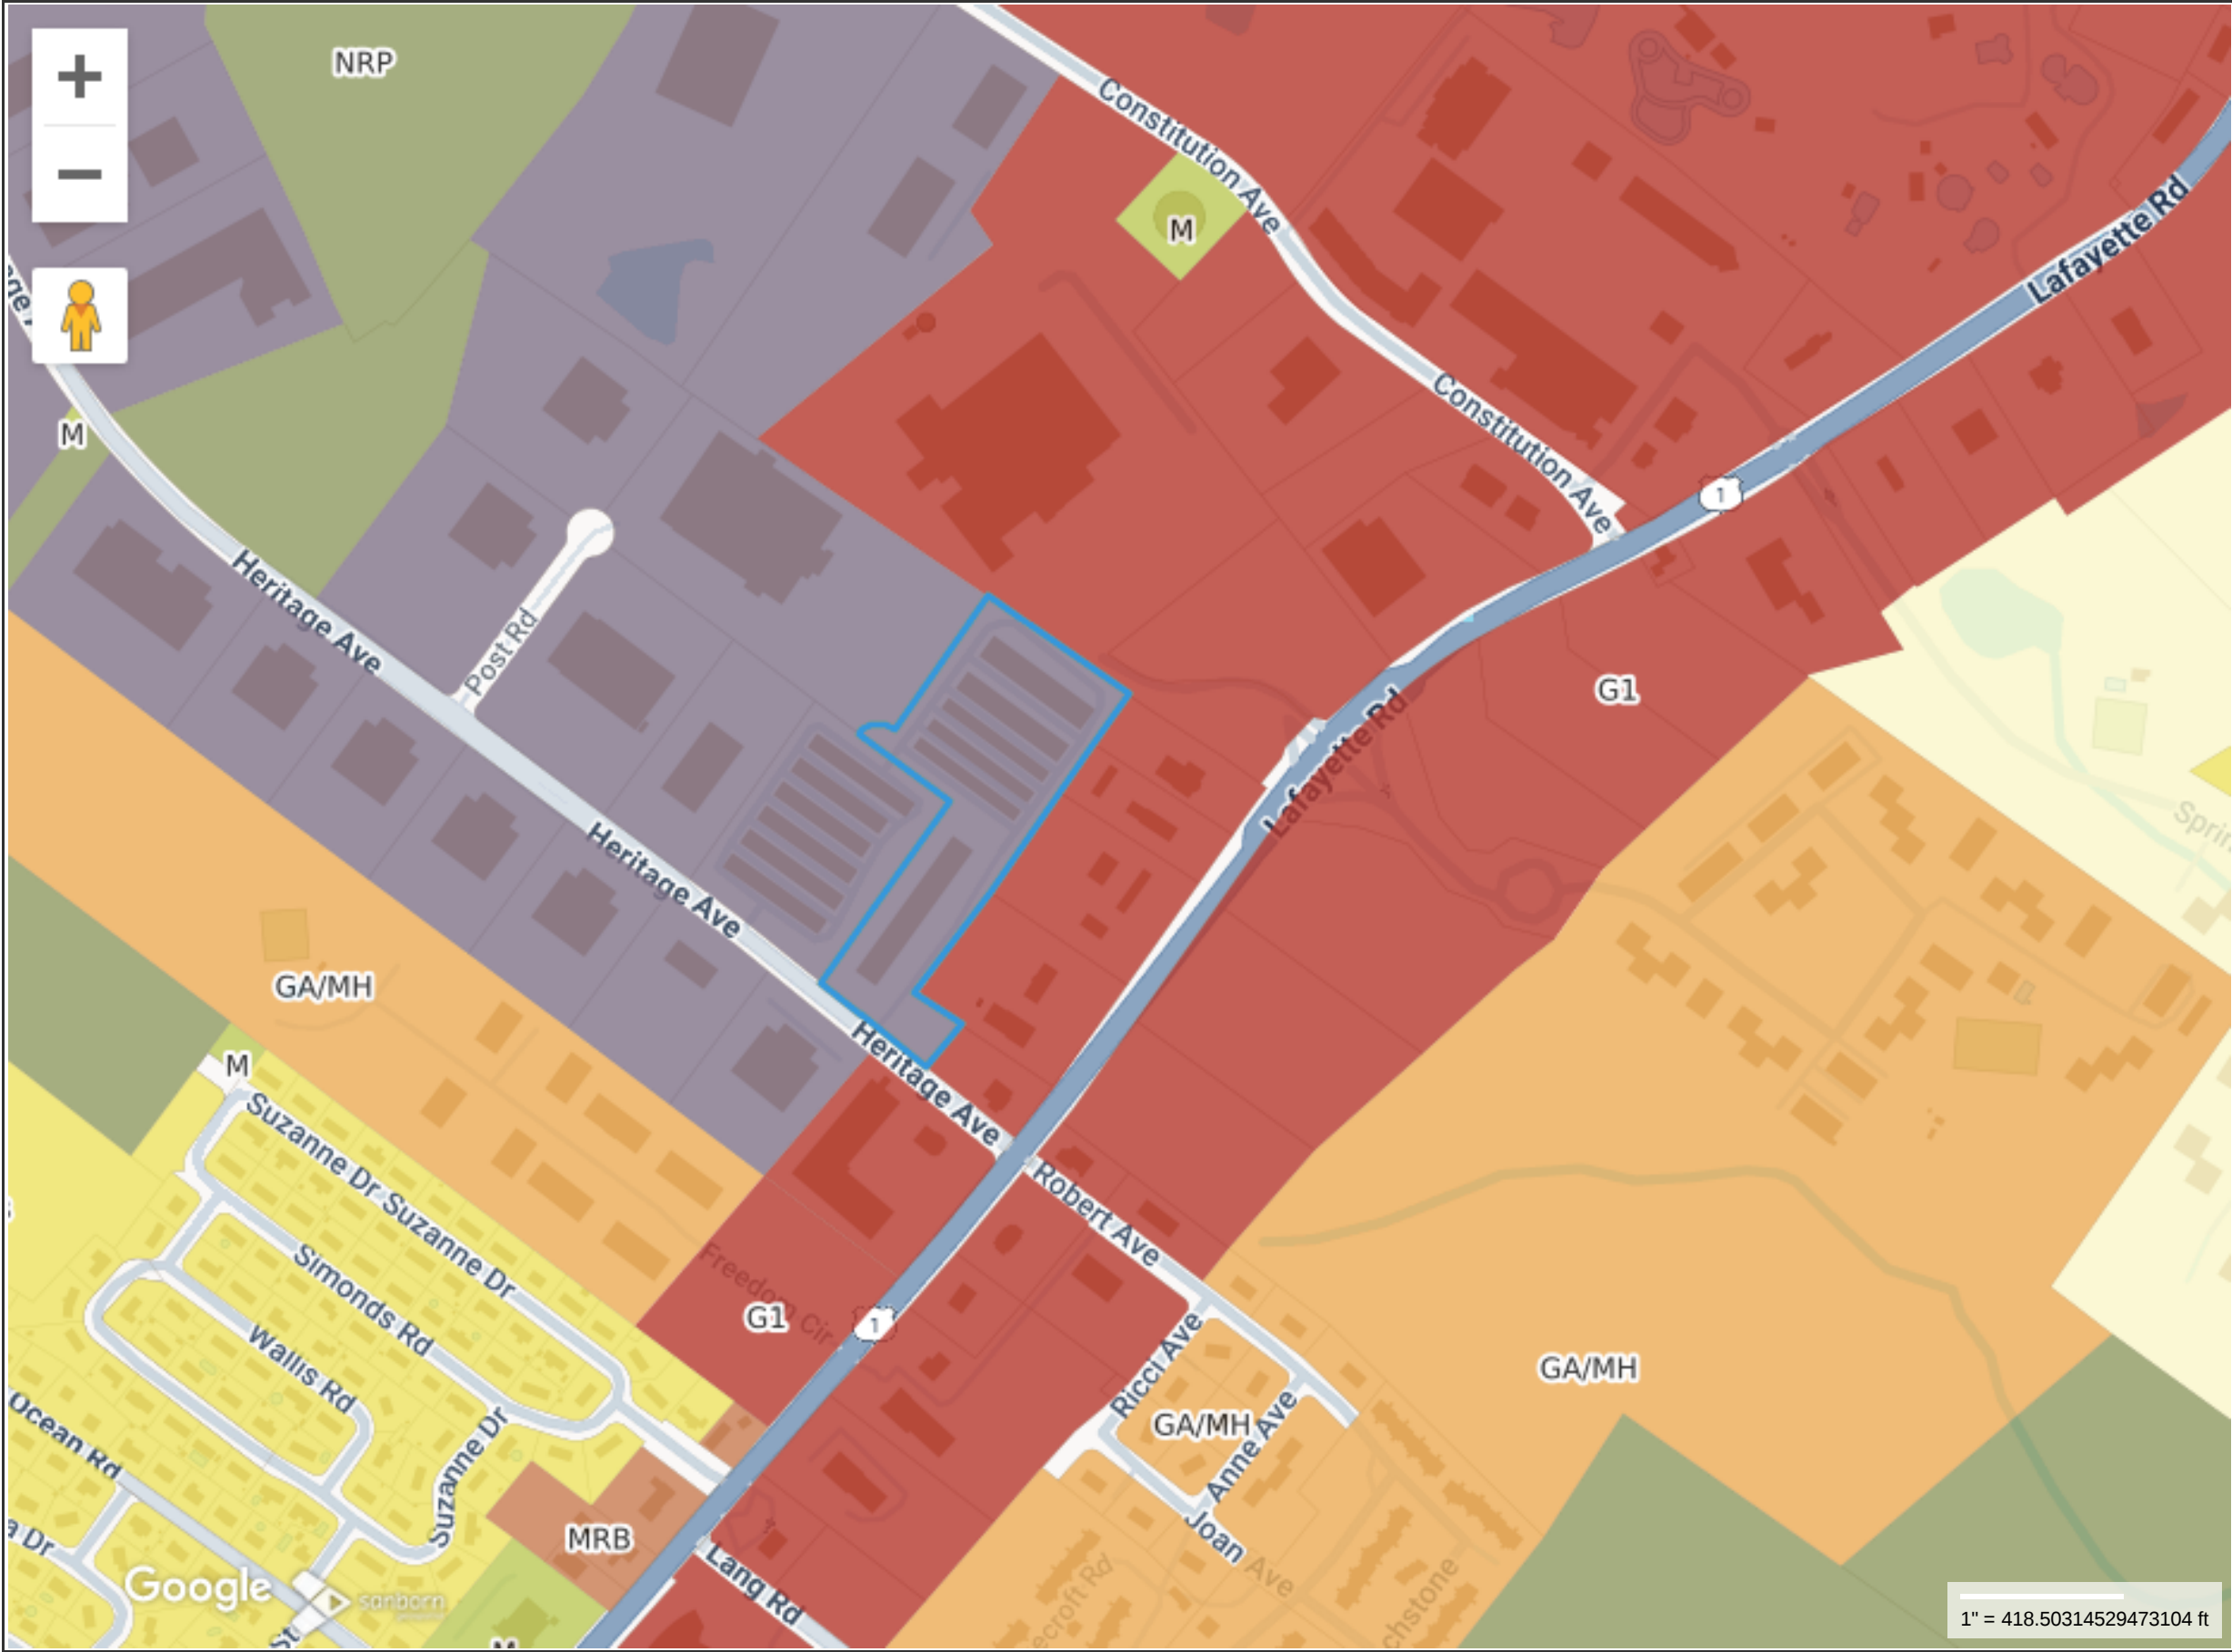 +
NRP
Constitution Ave
−
M
Lafayette Rd
M
Constitution Ave
1
Heritage Ave
Post Rd
G1
Lafayette Rd
Heritage Ave
GA/MH
Heritage Ave
M
Suzanne Dr
Suzanne Dr
Robert Ave
Simonds Rd
Freedom Cir
G1
1
Wallis Rd
Ricci Ave
GA/MH
Ocean Rd
Suzanne Dr
GA/MH
Anne Ave
MRB
Joan Ave
Lang Rd
Google
sanborn
M
St
1" = 418.50314529473104 ft